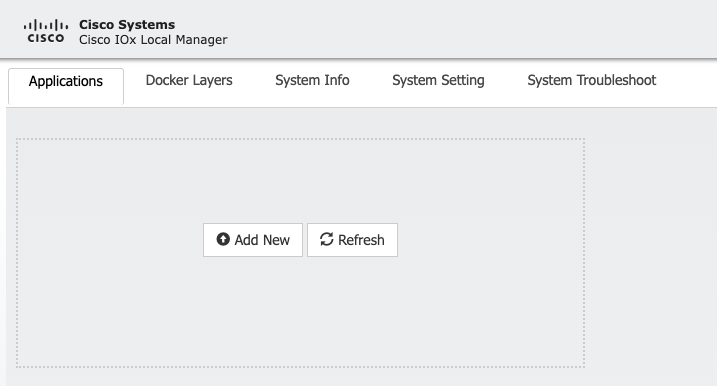 Cisco Systems
CISCO
Cisco IOx Local Manager
Applications Docker Layers System Info System Setting System Troubleshoot
Add New Refresh